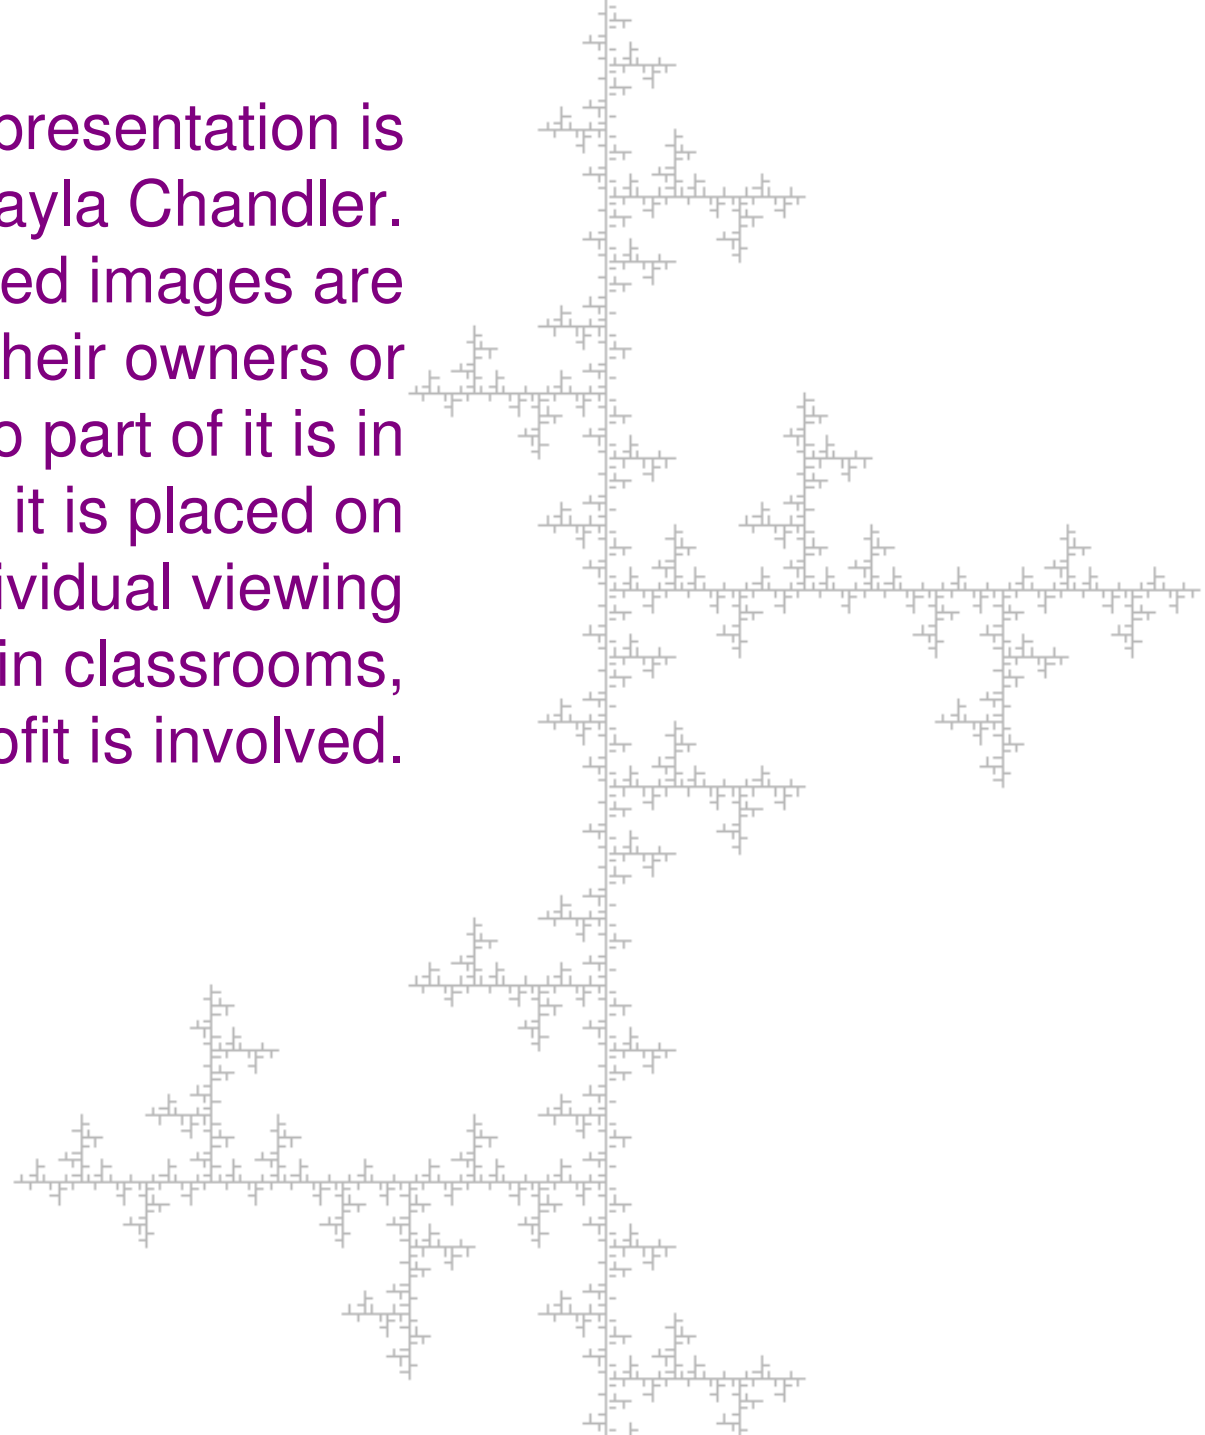 presentation is
ayla Chandler.
ed images are
heir owners or
o part of it is in
it is placed on
ividual viewing
in classrooms,
ofit is involved.